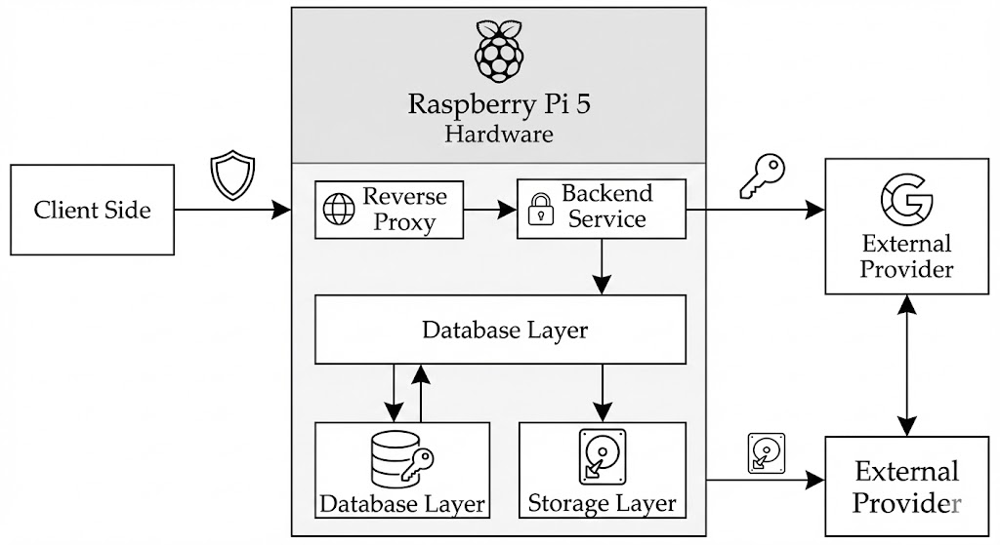 Raspberry Pi 5
Hardware
Client Side
Reverse
Proxy
Backend
Service
External
Provider
Database Layer
Database Layer
Storage Layer
External
Provider